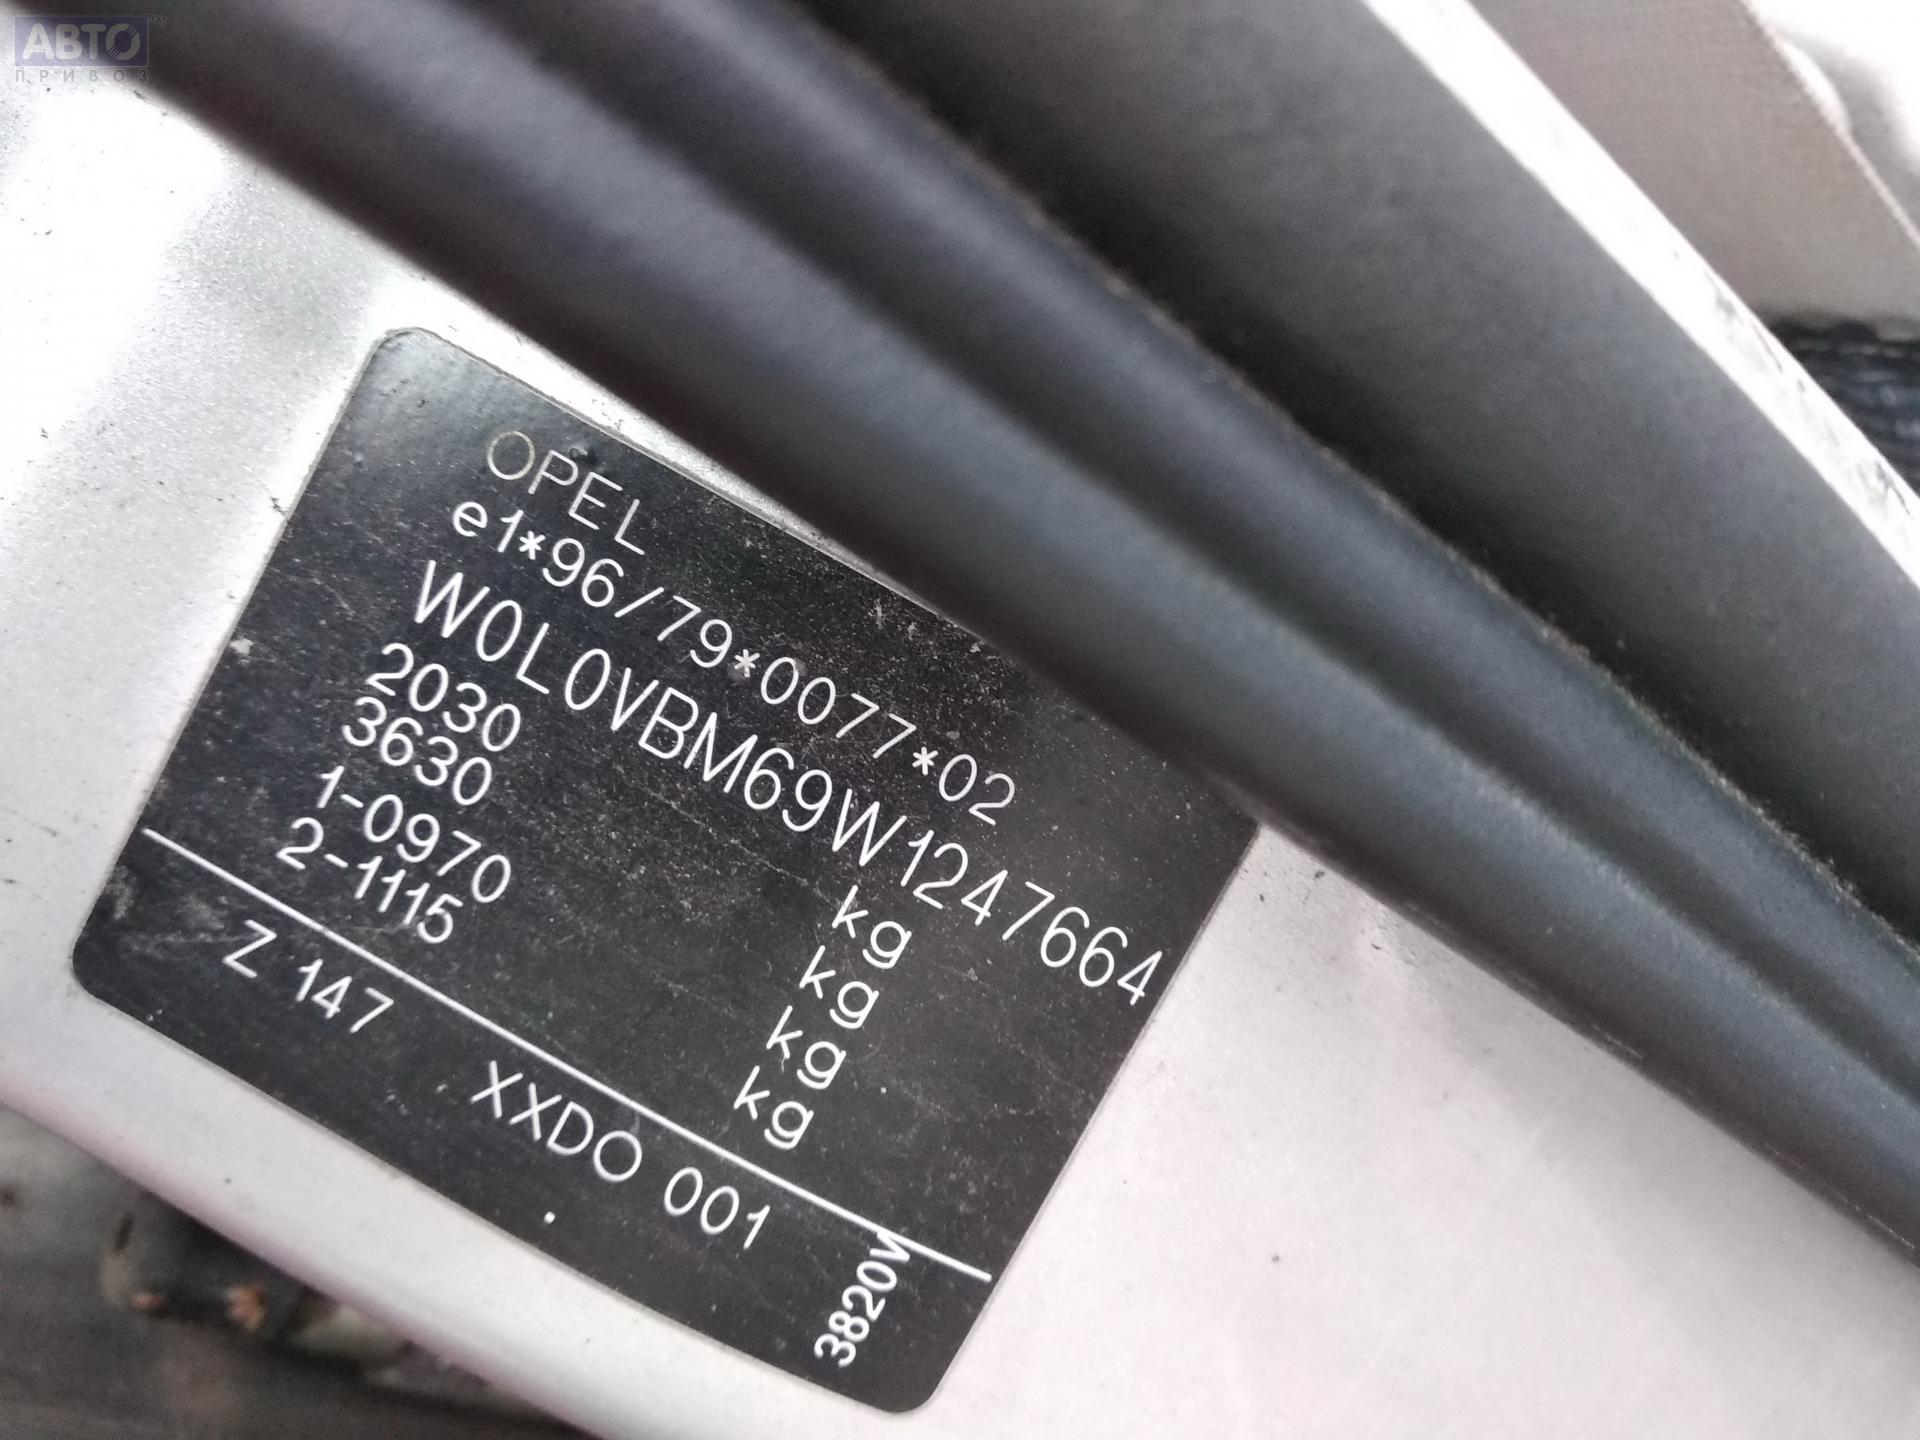 АВТО
ПРИВОЗ
OPEL
e1*96/79*0077*02
W0L0VBM69W1247664
2030 kg
3630 kg
1-0970 kg
2-1115 kg
Z 147 XXDO 001
3820V